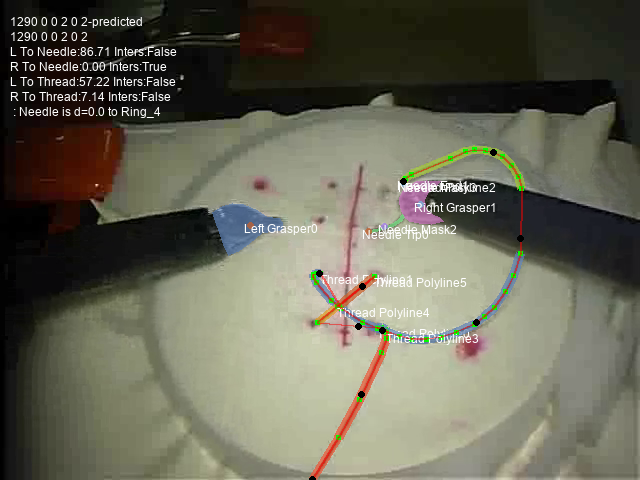 1290 0 0 2 0 2-predicted
1290 0 0 2 0 2
L To Needle:86.71 Inters:False
R To Needle:0.00 Inters:True
L To Thread:57.22 Inters:False
R To Thread:7.14 Inters:False
: Needle is d=0.0 to Ring_4
Right Grasper1
Left Grasper0
Needle Mask2
Needle Tip0
Thread Polyline1
Thread Polyline5
Thread Polyline4
Thread Polyline3